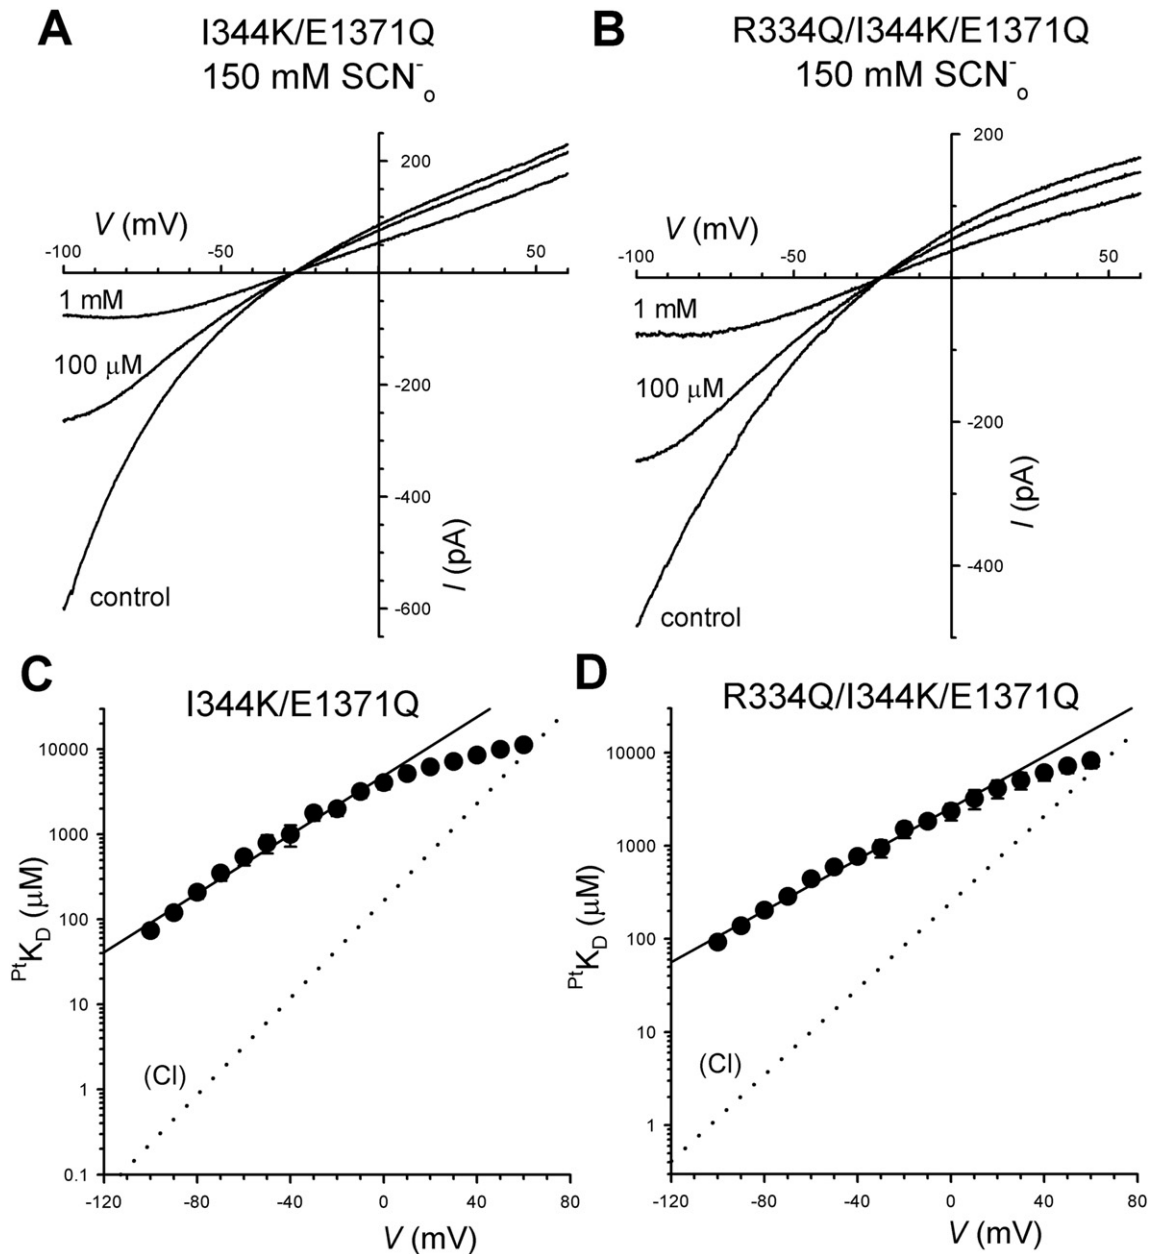 A
I344K/E1371Q
150 mM SCN⁻ₒ
200
V (mV)
-100
-50
50
1 mM
100 μM
-200
-400
I (pA)
control
-600
B
R334Q/I344K/E1371Q
150 mM SCN⁻ₒ
200
V (mV)
-100
-50
50
1 mM
100 μM
-200
I (pA)
-400
control
C
I344K/E1371Q
PtKD (μM)
10000
1000
100
10
1
0.1
(Cl)
-120
-80
-40
0
40
80
V (mV)
D
R334Q/I344K/E1371Q
PtKD (μM)
10000
1000
100
10
1
(Cl)
-120
-80
-40
0
40
80
V (mV)